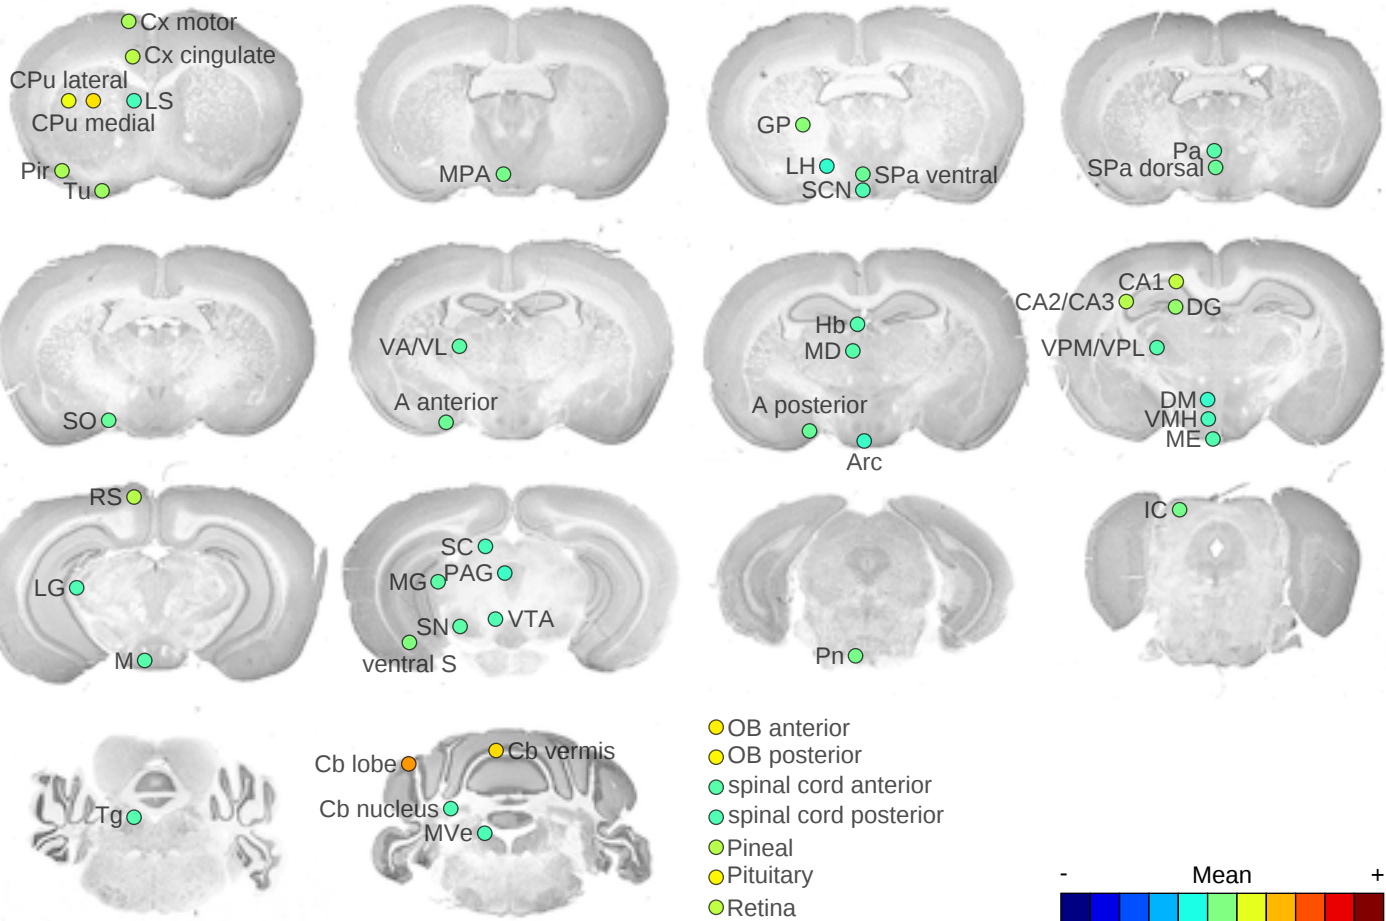 Cx motor
Cx cingulate
CPu lateral
LS
CPu medial
Pir
Tu
MPA
GP
LH
SPa ventral
SCN
Pa
SPa dorsal
SO
VA/VL
A anterior
Hb
MD
A posterior
Arc
CA1
CA2/CA3
DG
VPM/VPL
DM
VMH
ME
RS
LG
M
SC
MG
PAG
SN
VTA
ventral S
Pn
IC
Tg
Cb lobe
Cb vermis
Cb nucleus
MVe
OB anterior
OB posterior
spinal cord anterior
spinal cord posterior
Pineal
Pituitary
Retina
- Mean +